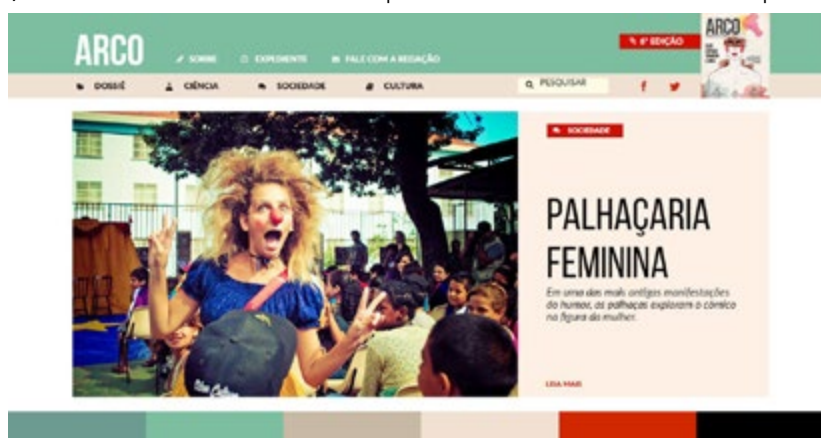 ARCO
SOBRE
EXPEDIENTE
FALE COM A REDAÇÃO
6ª EDIÇÃO
ARCO
DOSSIÊ
CIÊNCIA
SOCIEDADE
CULTURA
PESQUISAR
SOCIEDADE
PALHAÇARIA
FEMININA
Em uma das mais antigas manifestações
do humor, as palhaças exploram o cômico
na figura da mulher.
LEIA MAIS